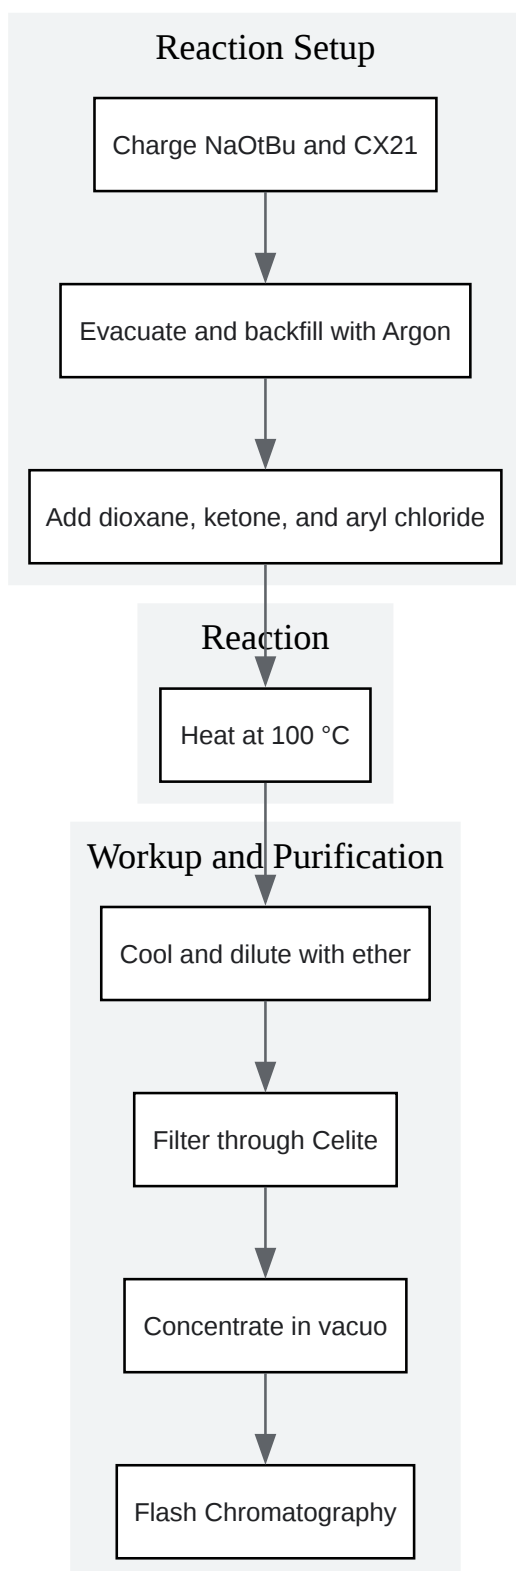 Reaction Setup
Charge NaOtBu and CX21
Evacuate and backfill with Argon
Add dioxane, ketone, and aryl chloride
Reaction
Heat at 100 °C
Workup and Purification
Cool and dilute with ether
Filter through Celite
Concentrate in vacuo
Flash Chromatography